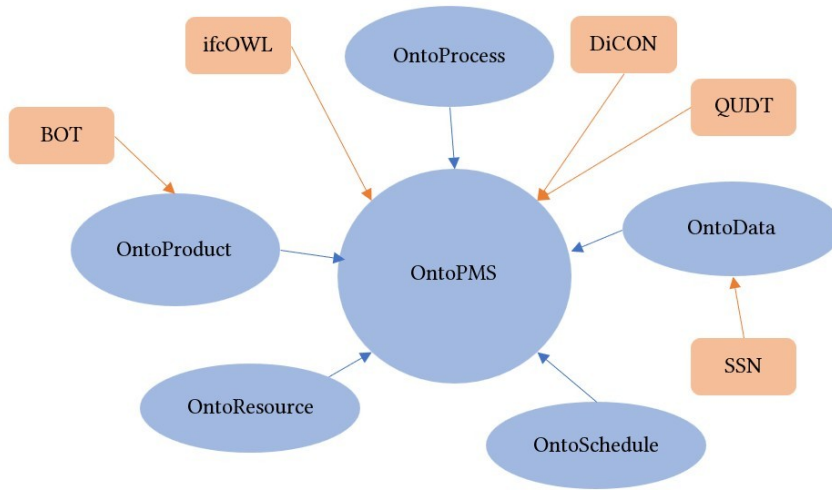 ifcOWL
OntoProcess
DiCON
QUDT
BOT
OntoProduct
OntoPMS
OntoData
SSN
OntoResource
OntoSchedule